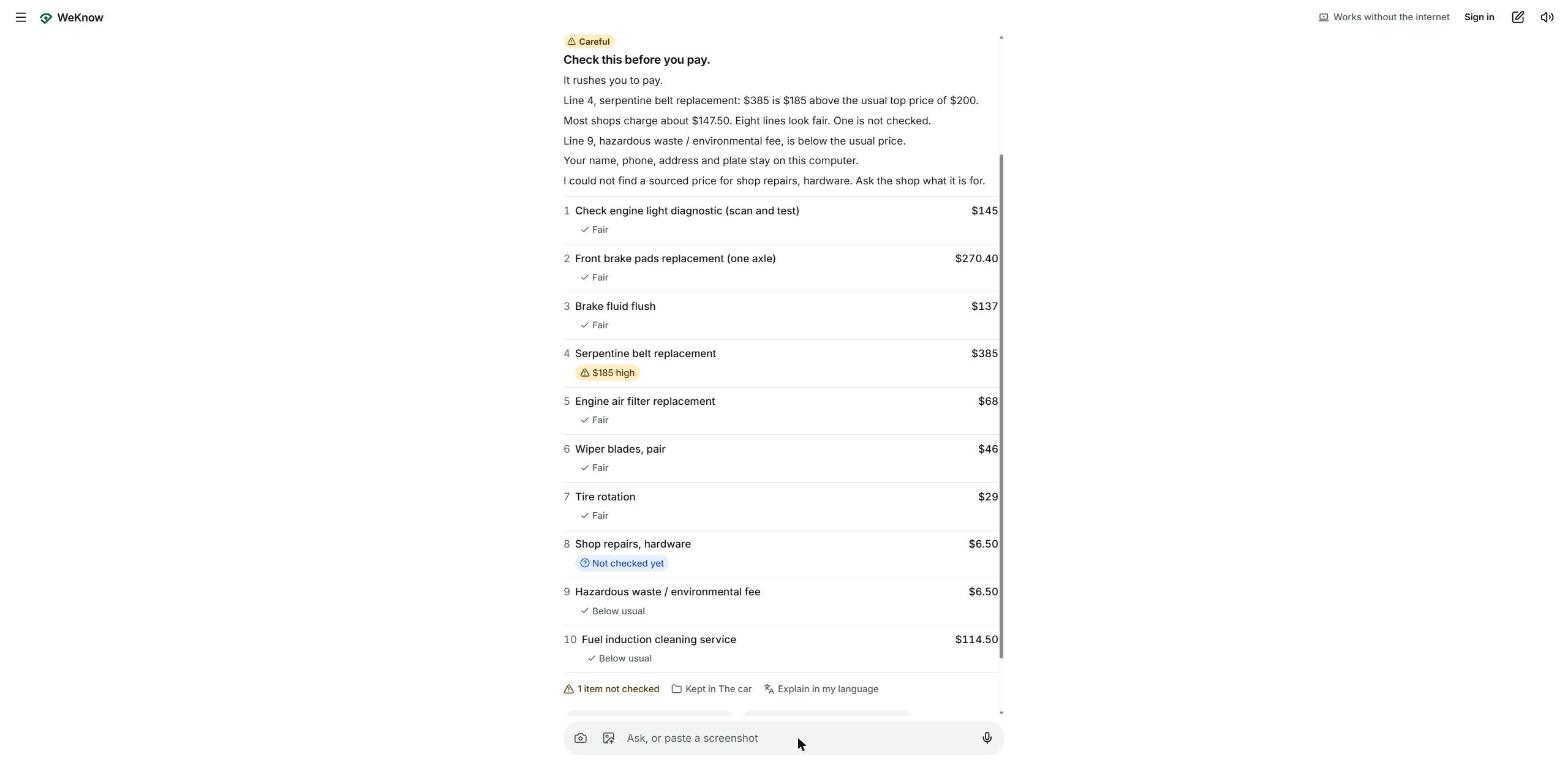 WeKnow
Works without the internet
Sign in
Careful
Check this before you pay.
It rushes you to pay.
Line 4, serpentine belt replacement: $385 is $185 above the usual top price of $200.
Most shops charge about $147.50. Eight lines look fair. One is not checked.
Line 9, hazardous waste / environmental fee, is below the usual price.
Your name, phone, address and plate stay on this computer.
I could not find a sourced price for shop repairs, hardware. Ask the shop what it is for.
1 Check engine light diagnostic (scan and test) $145
Fair
2 Front brake pads replacement (one axle) $270.40
Fair
3 Brake fluid flush $137
Fair
4 Serpentine belt replacement $385
$185 high
5 Engine air filter replacement $68
Fair
6 Wiper blades, pair $46
Fair
7 Tire rotation $29
Fair
8 Shop repairs, hardware $6.50
Not checked yet
9 Hazardous waste / environmental fee $6.50
Below usual
10 Fuel induction cleaning service $114.50
Below usual
1 item not checked Kept in The car Explain in my language
Ask, or paste a screenshot